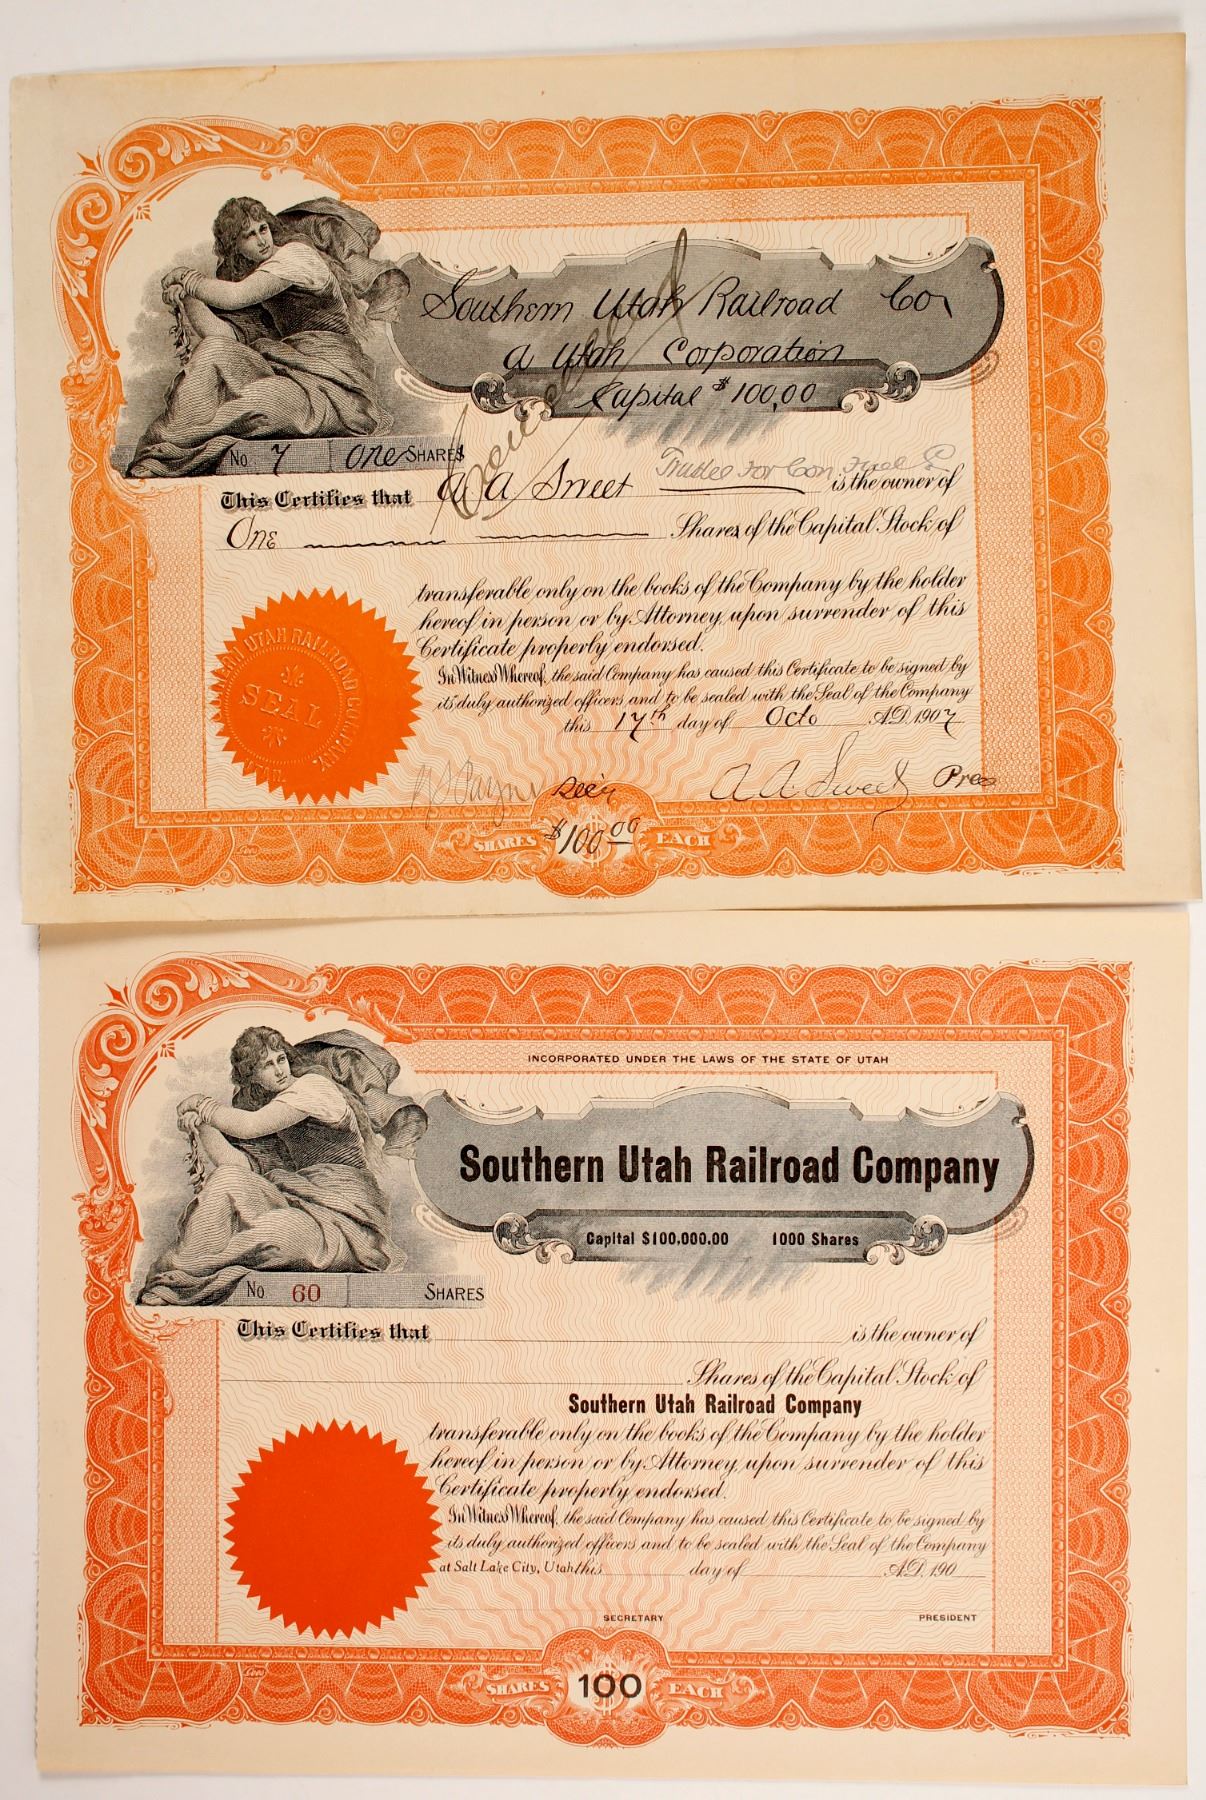 Southern Utah Railroad Co,
a Utah Corporation
Capital $100,00
Cancelled
No. 7 One SHARES
This Certifies that A A Sweet Trustee For Con Fuel is the owner of
One Shares of the Capital Stock of
transferable only on the books of the Company by the holder
hereof in person or by Attorney, upon surrender of this
Certificate properly endorsed.
In Witness Whereof, the said Company has caused this Certificate to be signed by
its duly authorized officers and to be sealed with the Seal of the Company
this 17th day of Octo A.D. 1907
UTAH RAILROAD COMPANY
SEAL
UTAH
Payne Sec'y A A. Sweet Pres
SHARES $100.00 EACH
INCORPORATED UNDER THE LAWS OF THE STATE OF UTAH
Southern Utah Railroad Company
Capital $100,000.00 1000 Shares
No 60 SHARES
This Certifies that is the owner of
Shares of the Capital Stock of
Southern Utah Railroad Company
transferable only on the books of the Company by the holder
hereof in person or by Attorney, upon surrender of this
Certificate properly endorsed.
In Witness Whereof, the said Company has caused this Certificate to be signed by
its duly authorized officers and to be sealed with the Seal of the Company
at Salt Lake City, Utah this day of A.D. 190
SECRETARY PRESIDENT
SHARES 100 EACH